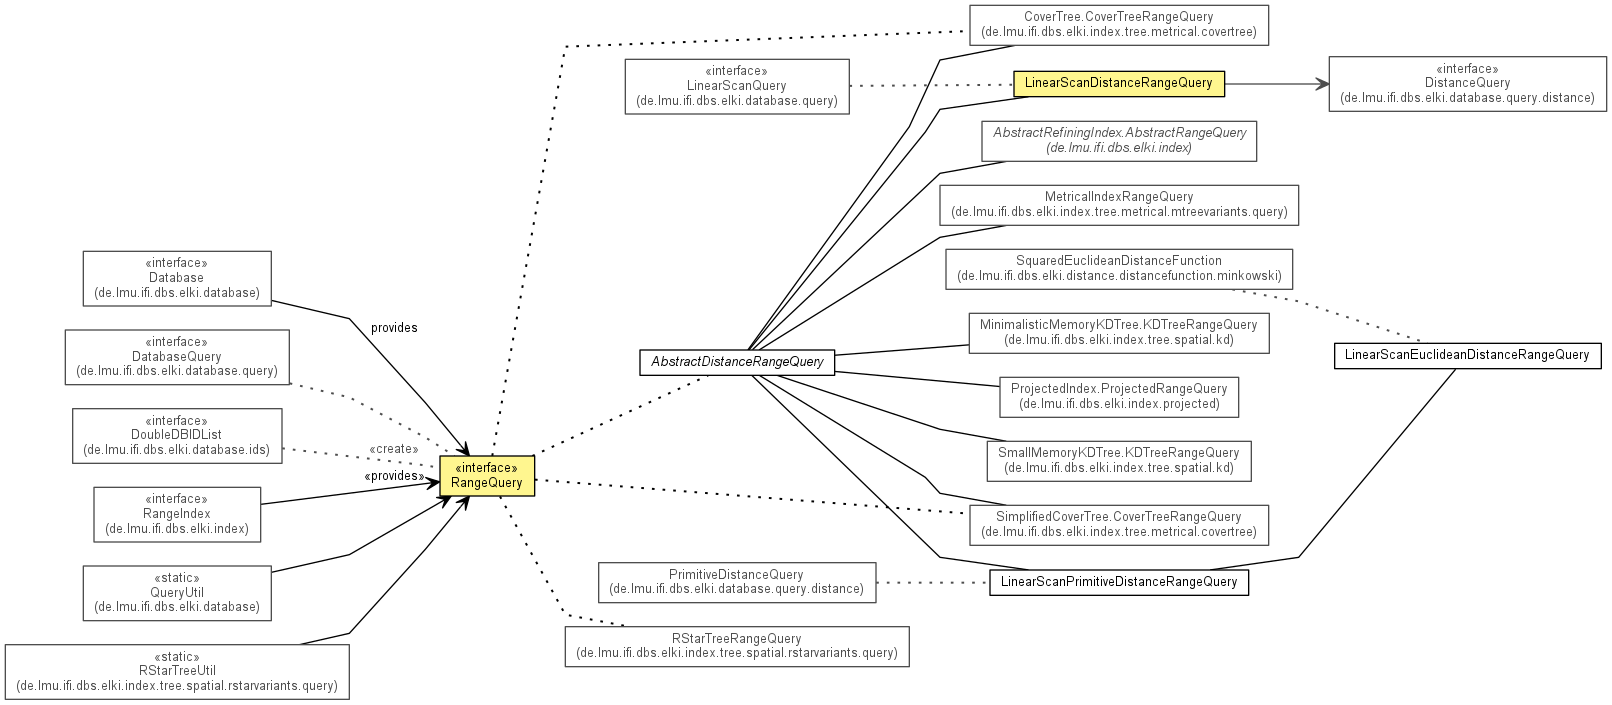 CoverTree.CoverTreeRangeQuery
(de.lmu.ifi.dbs.elki.index.tree.metrical.covertree)
«interface»
LinearScanQuery
(de.lmu.ifi.dbs.elki.database.query)
LinearScanDistanceRangeQuery
«interface»
DistanceQuery
(de.lmu.ifi.dbs.elki.database.query.distance)
AbstractRefiningIndex.AbstractRangeQuery
(de.lmu.ifi.dbs.elki.index)
MetricalIndexRangeQuery
(de.lmu.ifi.dbs.elki.index.tree.metrical.mtreevariants.query)
SquaredEuclideanDistanceFunction
(de.lmu.ifi.dbs.elki.distance.distancefunction.minkowski)
«interface»
Database
(de.lmu.ifi.dbs.elki.database)
provides
«interface»
DatabaseQuery
(de.lmu.ifi.dbs.elki.database.query)
AbstractDistanceRangeQuery
MinimalisticMemoryKDTree.KDTreeRangeQuery
(de.lmu.ifi.dbs.elki.index.tree.spatial.kd)
LinearScanEuclideanDistanceRangeQuery
ProjectedIndex.ProjectedRangeQuery
(de.lmu.ifi.dbs.elki.index.projected)
«interface»
DoubleDBIDList
(de.lmu.ifi.dbs.elki.database.ids)
«create»
«provides»
«interface»
RangeQuery
SmallMemoryKDTree.KDTreeRangeQuery
(de.lmu.ifi.dbs.elki.index.tree.spatial.kd)
«interface»
RangeIndex
(de.lmu.ifi.dbs.elki.index)
SimplifiedCoverTree.CoverTreeRangeQuery
(de.lmu.ifi.dbs.elki.index.tree.metrical.covertree)
«static»
QueryUtil
(de.lmu.ifi.dbs.elki.database)
PrimitiveDistanceQuery
(de.lmu.ifi.dbs.elki.database.query.distance)
LinearScanPrimitiveDistanceRangeQuery
RStarTreeRangeQuery
(de.lmu.ifi.dbs.elki.index.tree.spatial.rstarvariants.query)
«static»
RStarTreeUtil
(de.lmu.ifi.dbs.elki.index.tree.spatial.rstarvariants.query)